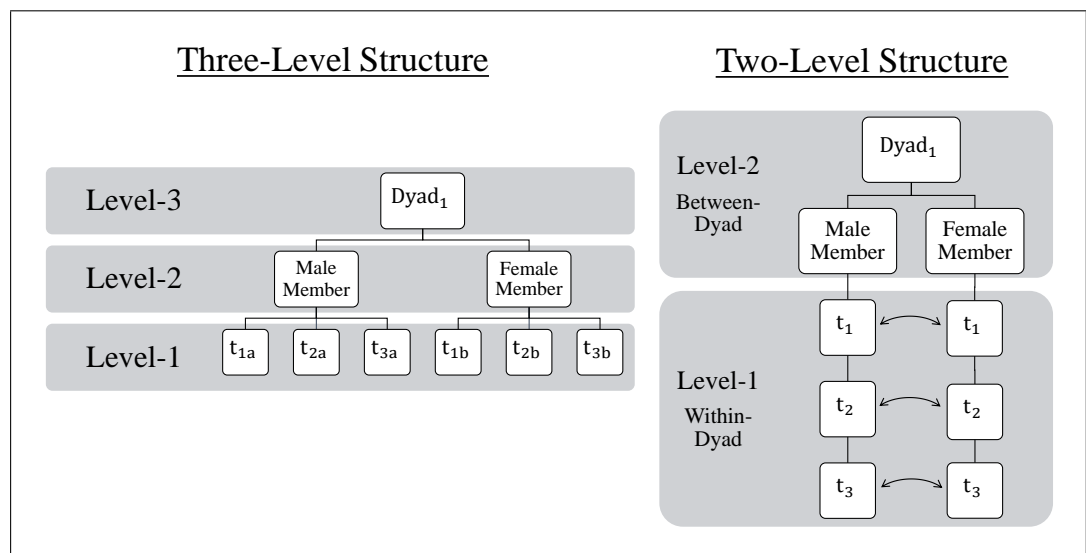 Three-Level Structure
Level-3
Dyad₁
Level-2
Male
Member
Female
Member
Level-1
t₁ₐ
t₂ₐ
t₃ₐ
t₁b
t₂b
t₃b
Two-Level Structure
Level-2
Between-
Dyad
Dyad₁
Male
Member
Female
Member
Level-1
Within-
Dyad
t₁
t₁
t₂
t₂
t₃
t₃